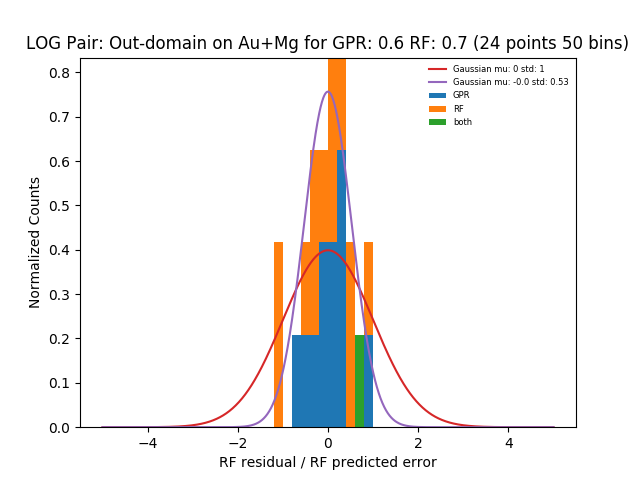 LOG Pair: Out-domain on Au+Mg for GPR: 0.6 RF: 0.7 (24 points 50 bins)
Gaussian mu: 0 std: 1
Gaussian mu: -0.0 std: 0.53
GPR
RF
both
Normalized Counts
0.8
0.7
0.6
0.5
0.4
0.3
0.2
0.1
0.0
−4 −2 0 2 4
RF residual / RF predicted error